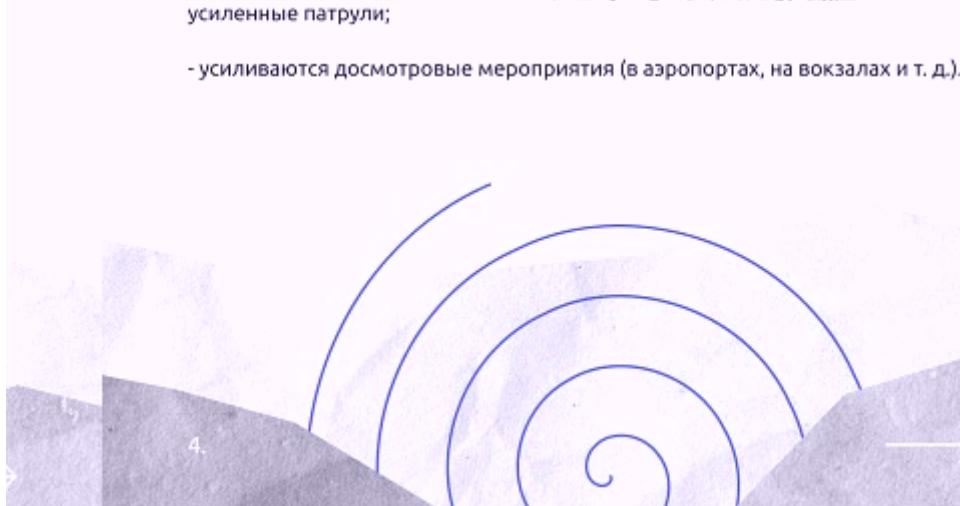 усиленные патрули;
- усиливаются досмотровые мероприятия (в аэропортах, на вокзалах и т. д.).
4.